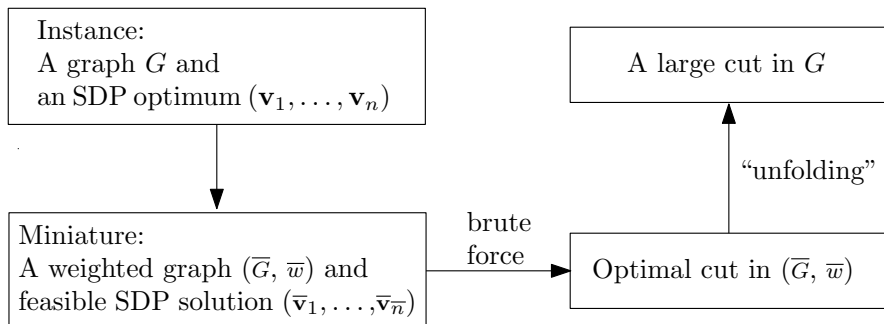 Instance:
A graph G and
an SDP optimum (v₁, . . . , vₙ)
A large cut in G
“unfolding”
Miniature:
A weighted graph (G̅, w̅) and
feasible SDP solution (v̅₁, . . . ,v̅_n̅)
brute
force
Optimal cut in (G̅, w̅)